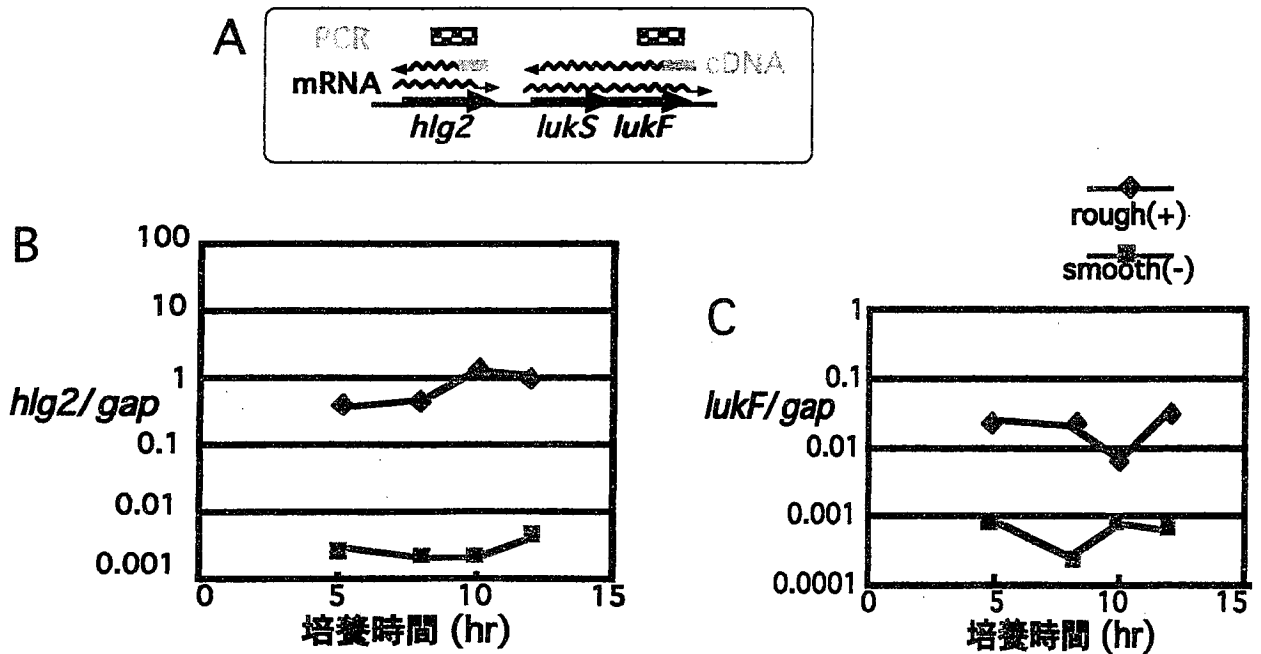 A
PCR
cDNA
mRNA
hlg2 lukS lukF
rough(+)
smooth(-)
B
100
10
1
0.1
0.01
0.001
hlg2/gap
0 5 10 15
培養時間 (hr)
C
1
0.1
0.01
0.001
0.0001
lukF/gap
0 5 10 15
培養時間 (hr)